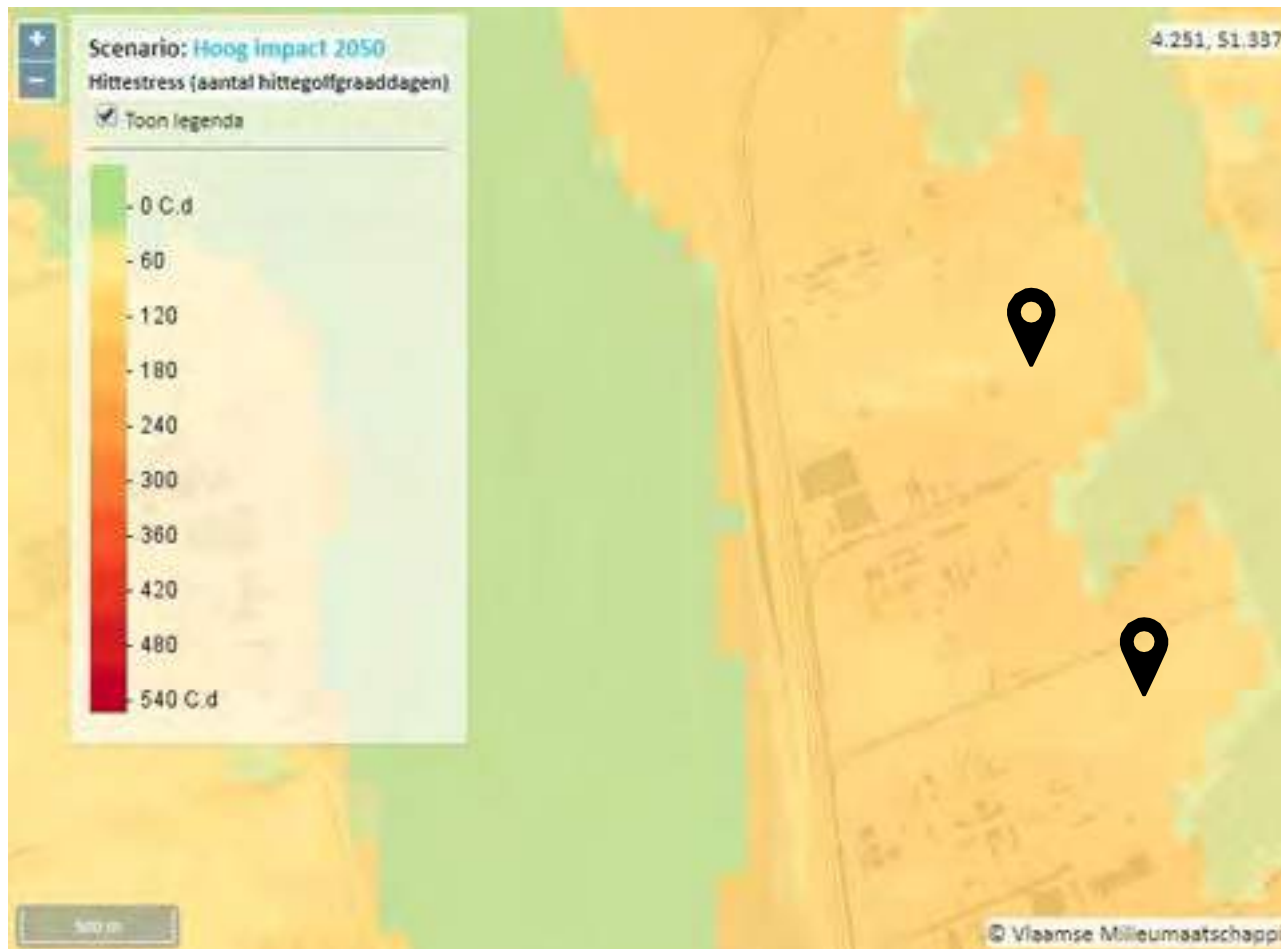 +
−
Scenario: Hoog impact 2050
Hittestress (aantal hittegolfgraaddagen)
Toon legenda
- 0 C.d
- 60
- 120
- 180
- 240
- 300
- 360
- 420
- 480
- 540 C.d
4.251, 51.337
500 m
© Vlaamse Milieumaatschapp